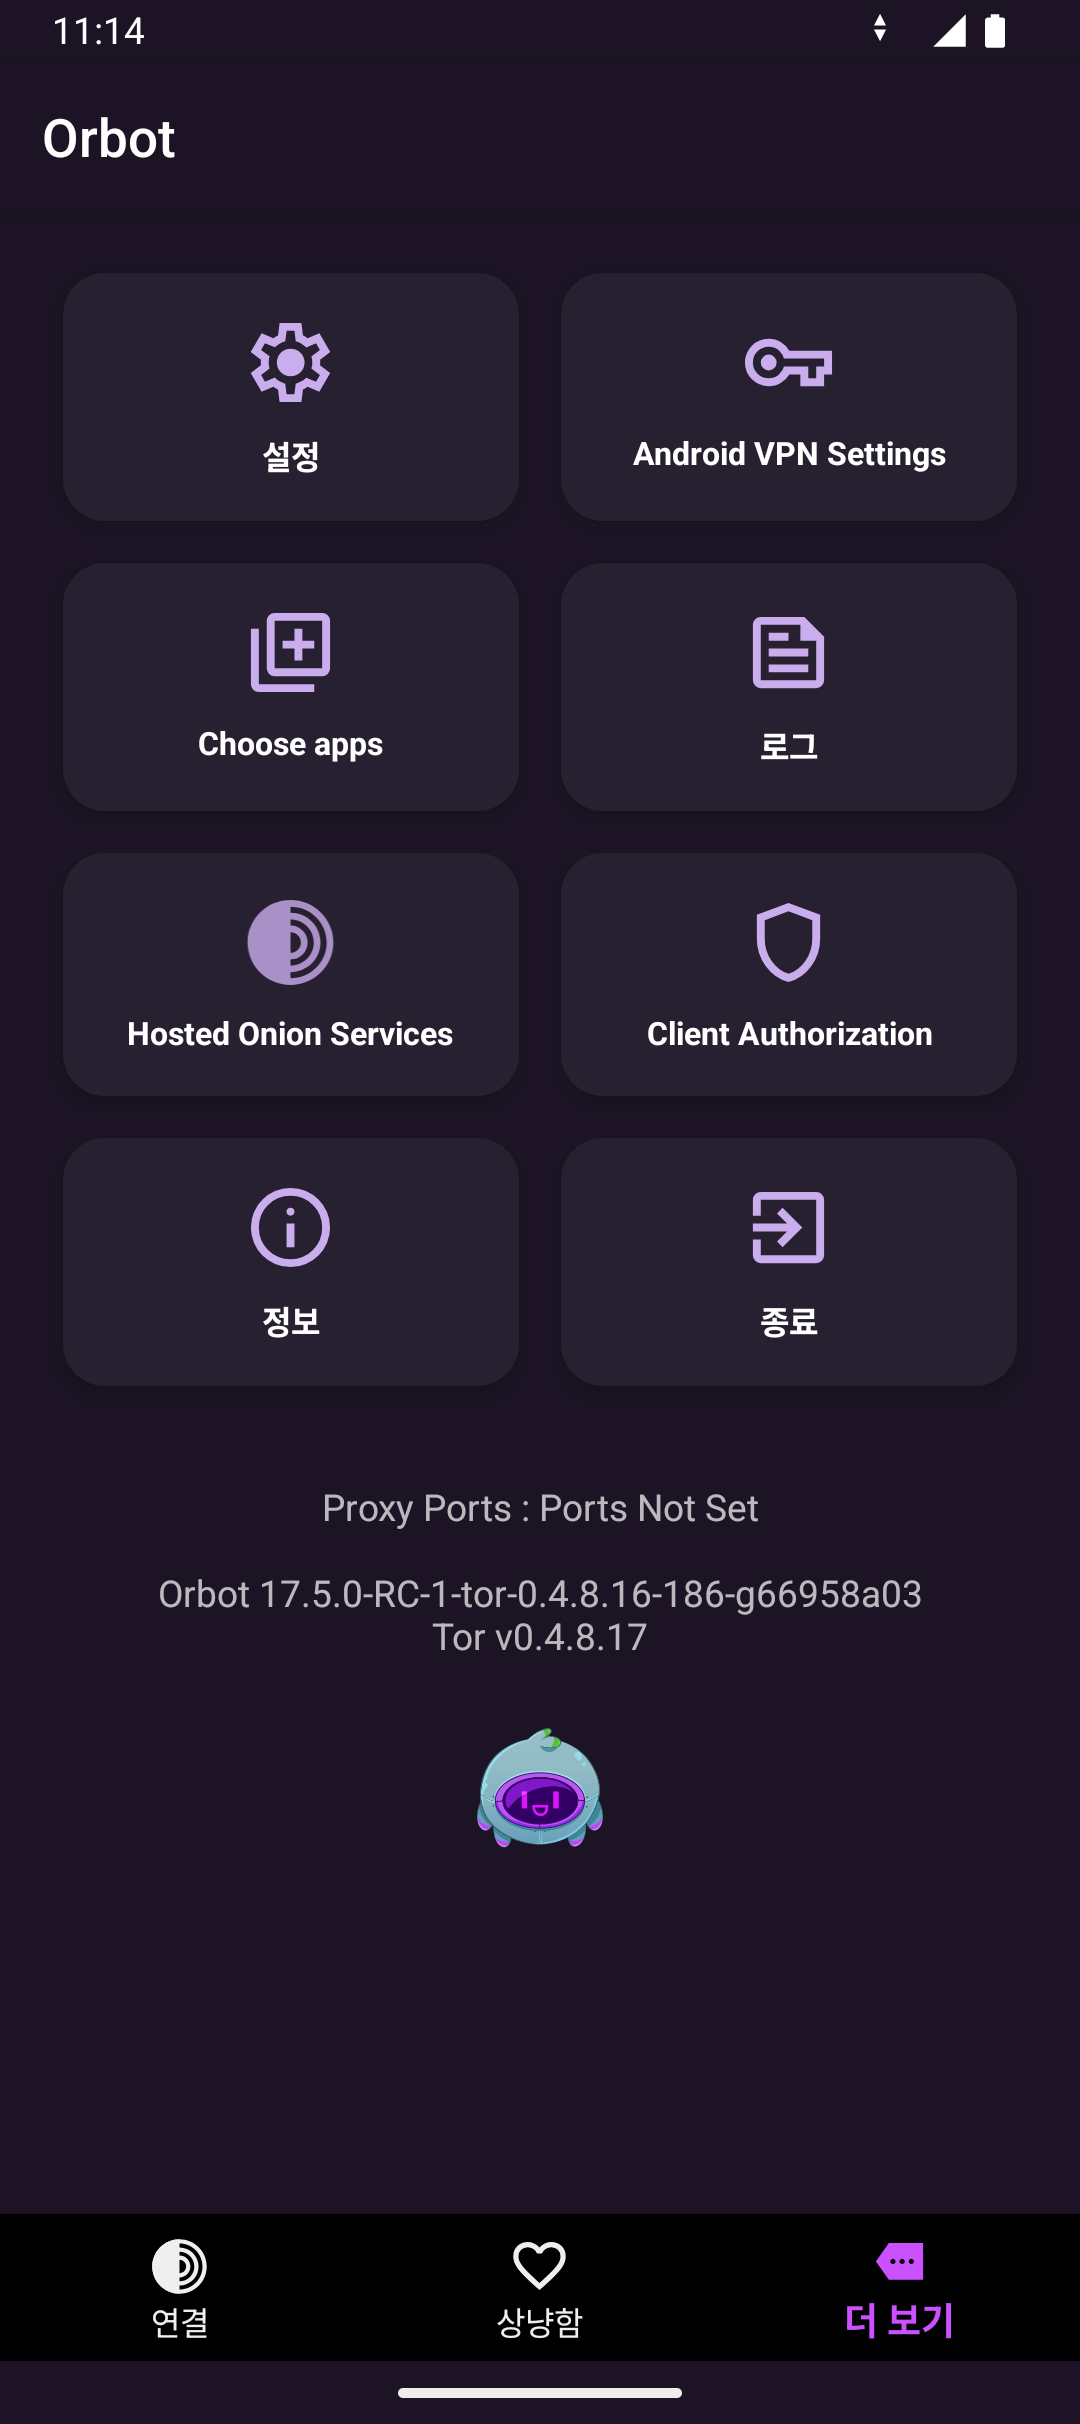 11:14
Orbot
설정
Android VPN Settings
Choose apps
로그
Hosted Onion Services
Client Authorization
정보
종료
Proxy Ports : Ports Not Set
Orbot 17.5.0-RC-1-tor-0.4.8.16-186-g66958a03
Tor v0.4.8.17
연결
상냥함
더 보기